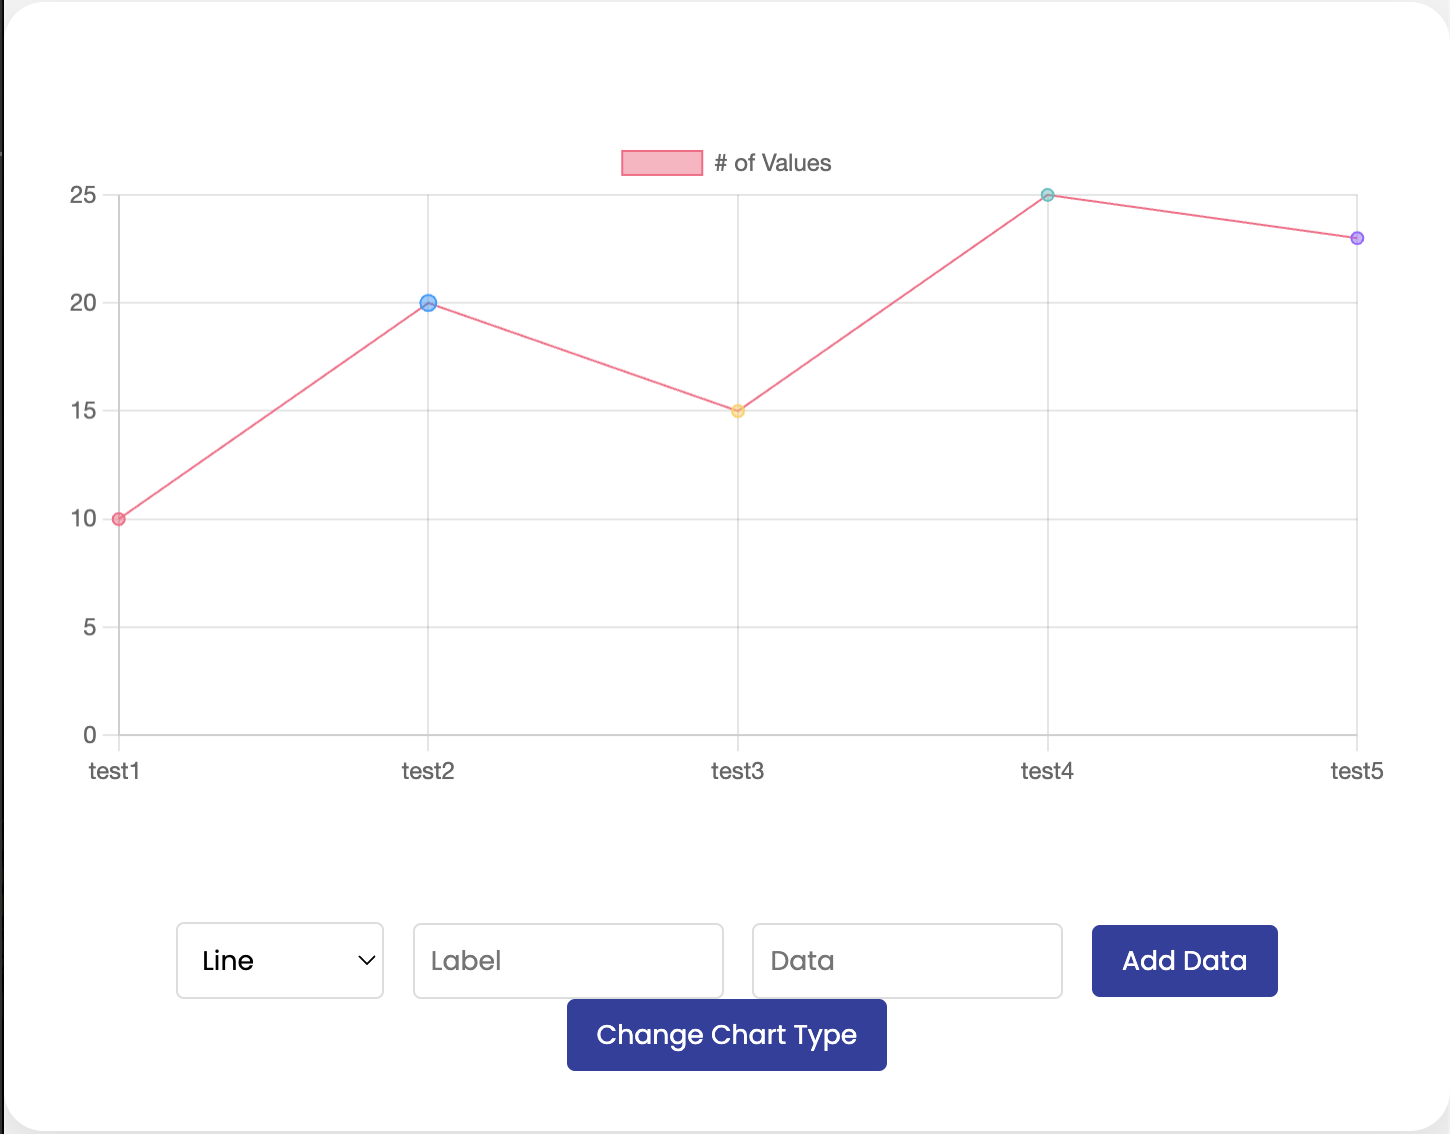 # of Values
25
20
15
10
5
0
test1 test2 test3 test4 test5
Line Label Data Add Data
Change Chart Type